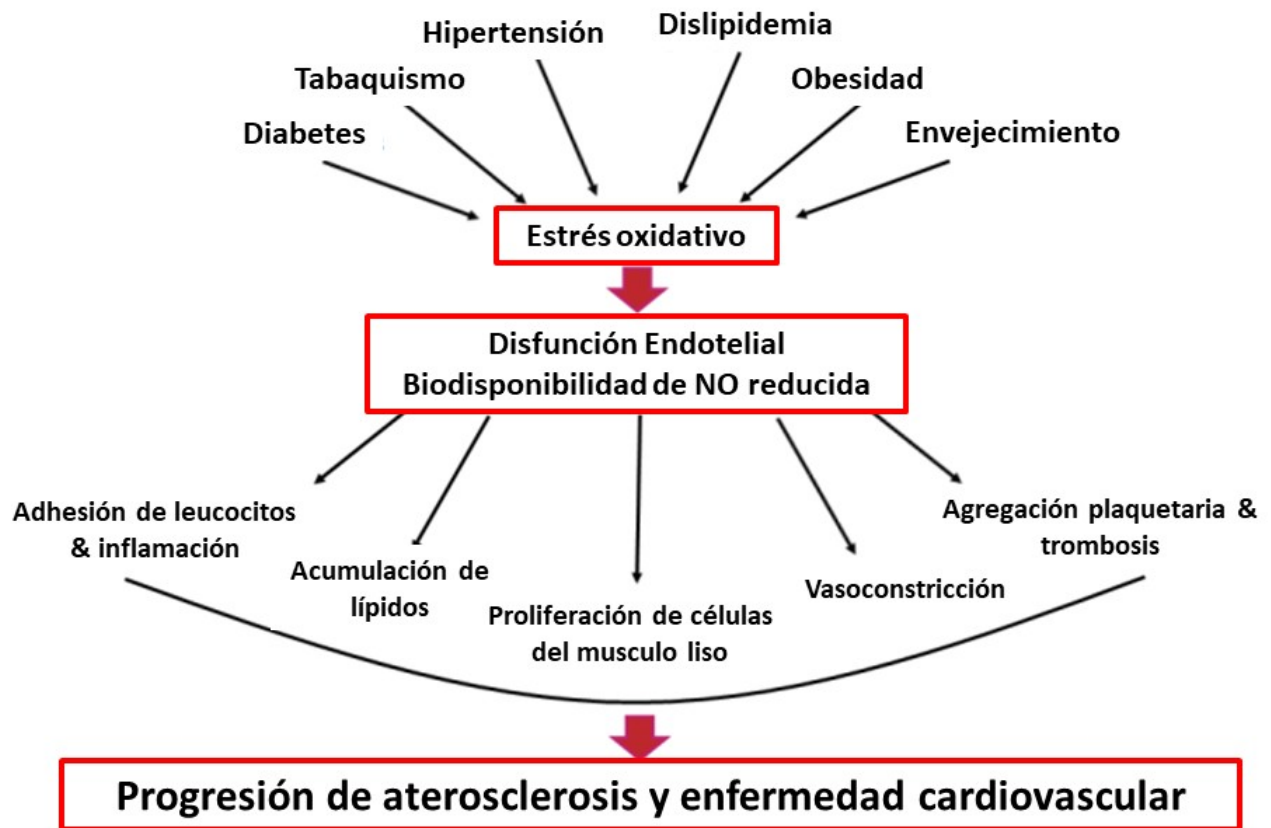 Hipertensión
Dislipidemia
Tabaquismo
Obesidad
Diabetes
Envejecimiento
Estrés oxidativo
Disfunción Endotelial
Biodisponibilidad de NO reducida
Adhesión de leucocitos
& inflamación
Acumulación de
lípidos
Proliferación de células
del musculo liso
Vasoconstricción
Agregación plaquetaria &
trombosis
Progresión de aterosclerosis y enfermedad cardiovascular